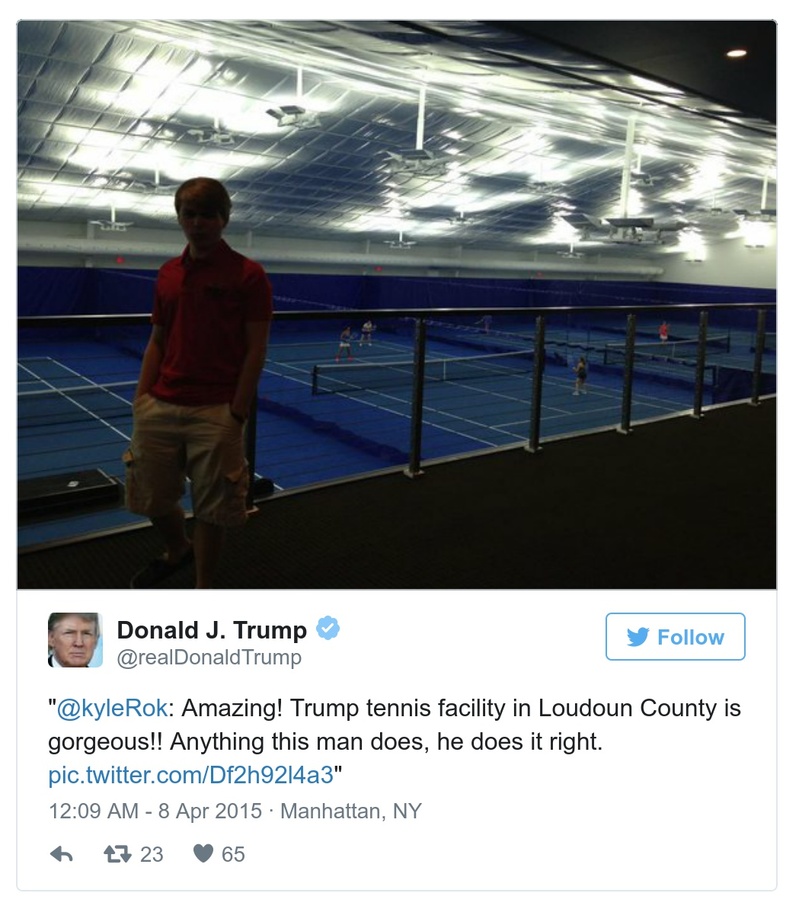 Donald J. Trump
@realDonaldTrump
Follow
"@kyleRok: Amazing! Trump tennis facility in Loudoun County is
gorgeous!! Anything this man does, he does it right.
pic.twitter.com/Df2h92l4a3"
12:09 AM - 8 Apr 2015 · Manhattan, NY
23 65